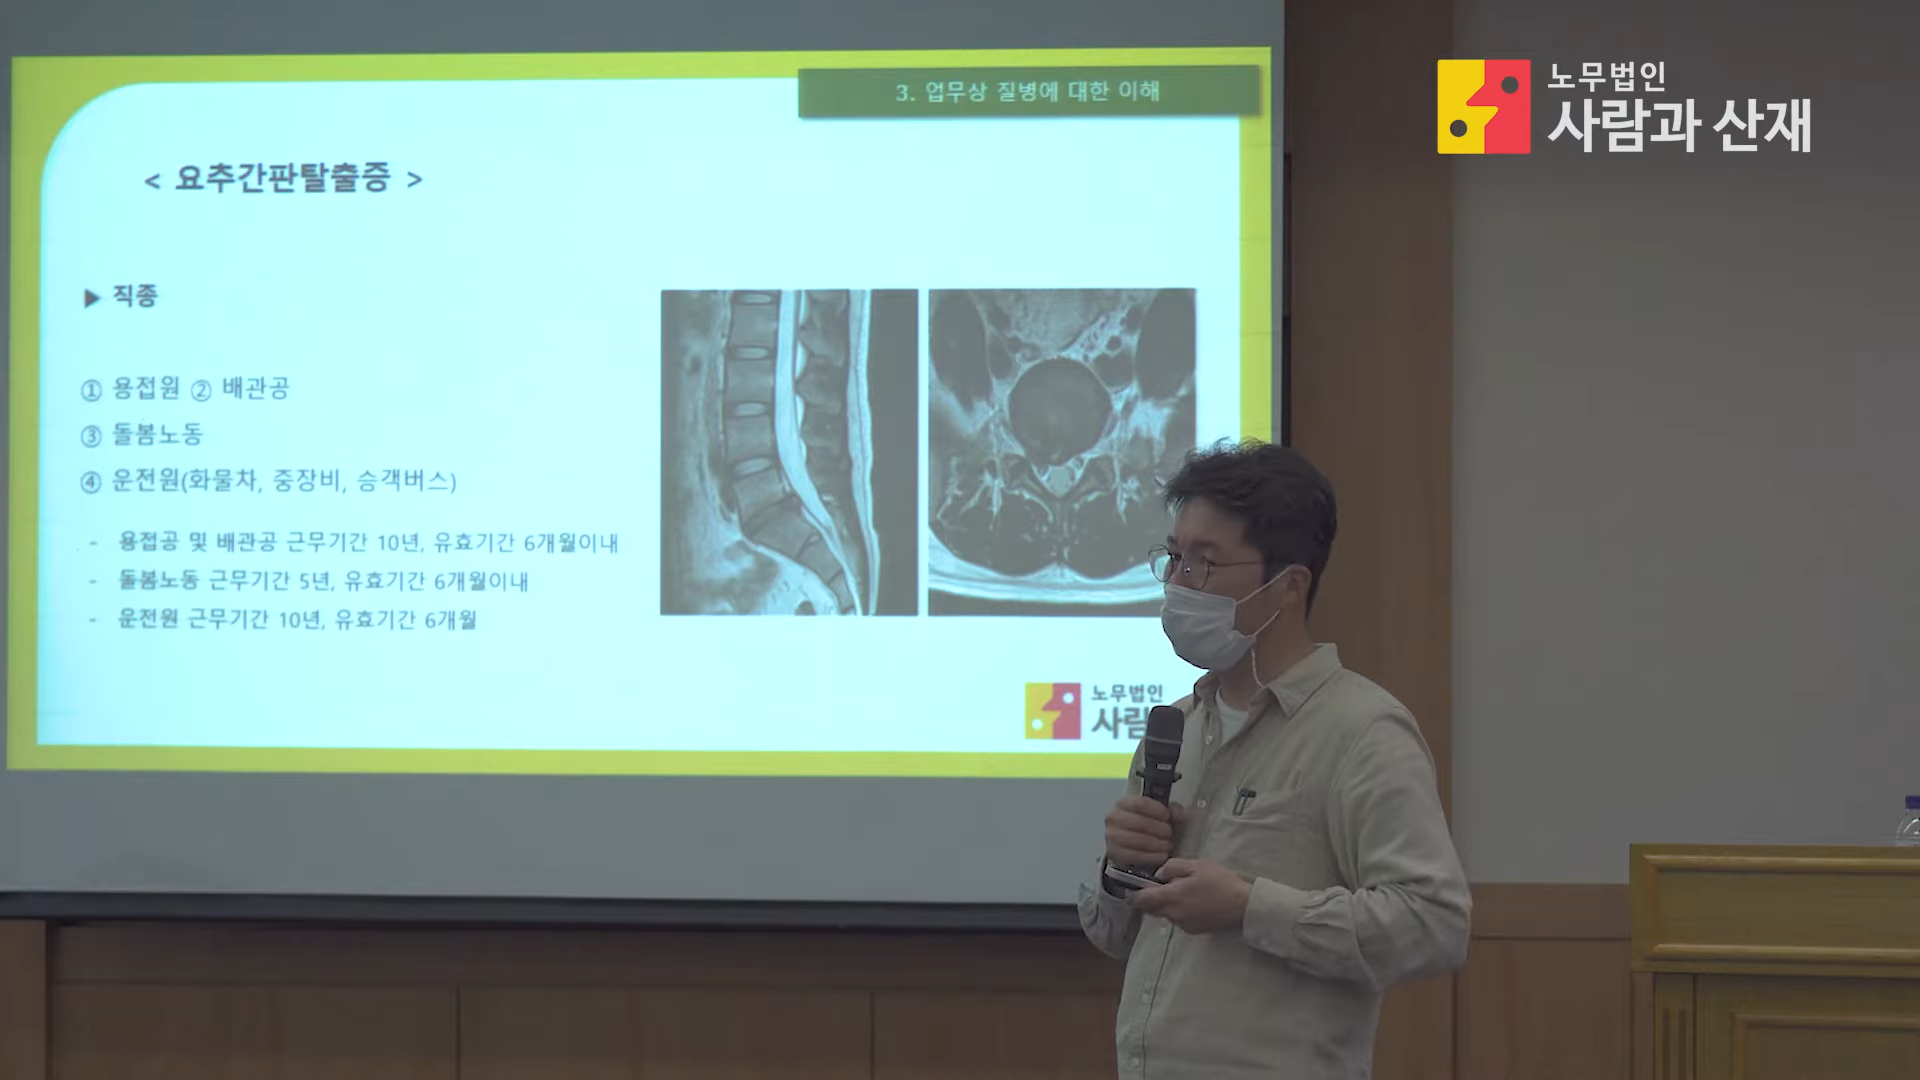 3. 업무상 질병에 대한 이해
노무법인
사람과 산재
< 요추간판탈출증 >
▶ 직종
① 용접원 ② 배관공
③ 돌봄노동
④ 운전원(화물차, 중장비, 승객버스)
- 용접공 및 배관공 근무기간 10년, 유효기간 6개월이내
- 돌봄노동 근무기간 5년, 유효기간 6개월이내
- 운전원 근무기간 10년, 유효기간 6개월
노무법인
사람